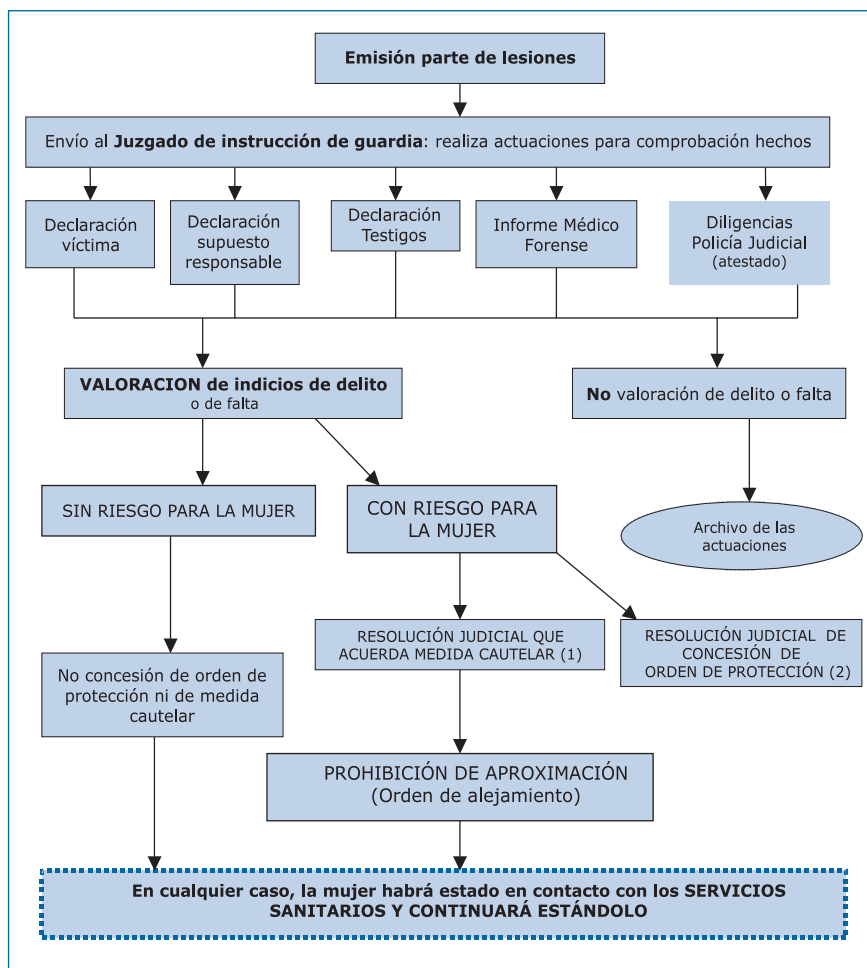 Emisión parte de lesiones
Envío al Juzgado de instrucción de guardia: realiza actuaciones para comprobación hechos
Declaración
víctima
Declaración
supuesto
responsable
Declaración
Testigos
Informe Médico
Forense
Diligencias
Policía Judicial
(atestado)
VALORACION de indicios de delito
o de falta
No valoración de delito o falta
SIN RIESGO PARA LA MUJER
CON RIESGO PARA
LA MUJER
Archivo de las
actuaciones
No concesión de orden de
protección ni de medida
cautelar
RESOLUCIÓN JUDICIAL QUE
ACUERDA MEDIDA CAUTELAR (1)
RESOLUCIÓN JUDICIAL DE
CONCESIÓN DE
ORDEN DE PROTECCIÓN (2)
PROHIBICIÓN DE APROXIMACIÓN
(Orden de alejamiento)
En cualquier caso, la mujer habrá estado en contacto con los SERVICIOS
SANITARIOS Y CONTINUARÁ ESTÁNDOLO